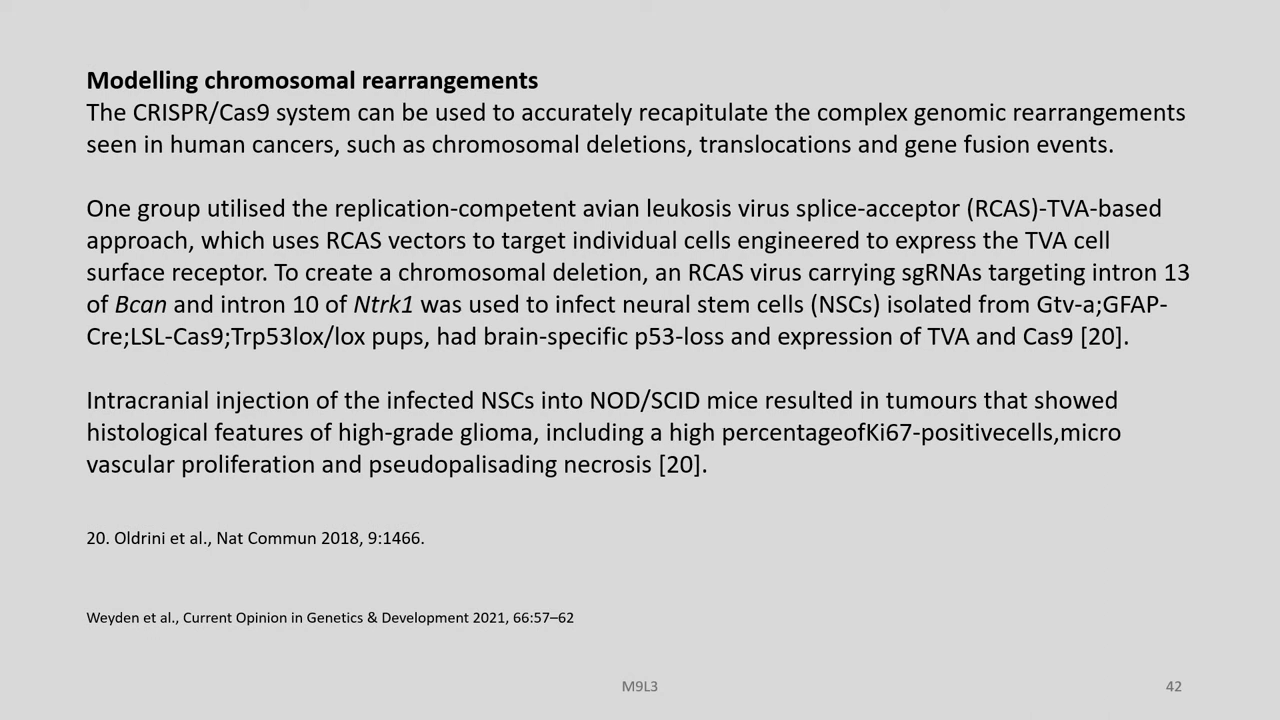 Modelling chromosomal rearrangements
The CRISPR/Cas9 system can be used to accurately recapitulate the complex genomic rearrangements
seen in human cancers, such as chromosomal deletions, translocations and gene fusion events.
One group utilised the replication-competent avian leukosis virus splice-acceptor (RCAS)-TVA-based
approach, which uses RCAS vectors to target individual cells engineered to express the TVA cell
surface receptor. To create a chromosomal deletion, an RCAS virus carrying sgRNAs targeting intron 13
of Bcan and intron 10 of Ntrk1 was used to infect neural stem cells (NSCs) isolated from Gtv-a;GFAP-
Cre;LSL-Cas9;Trp53lox/lox pups, had brain-specific p53-loss and expression of TVA and Cas9 [20].
Intracranial injection of the infected NSCs into NOD/SCID mice resulted in tumours that showed
histological features of high-grade glioma, including a high percentageofKi67-positivecells,micro
vascular proliferation and pseudopalisading necrosis [20].
20. Oldrini et al., Nat Commun 2018, 9:1466.
Weyden et al., Current Opinion in Genetics & Development 2021, 66:57–62
M9L3
42